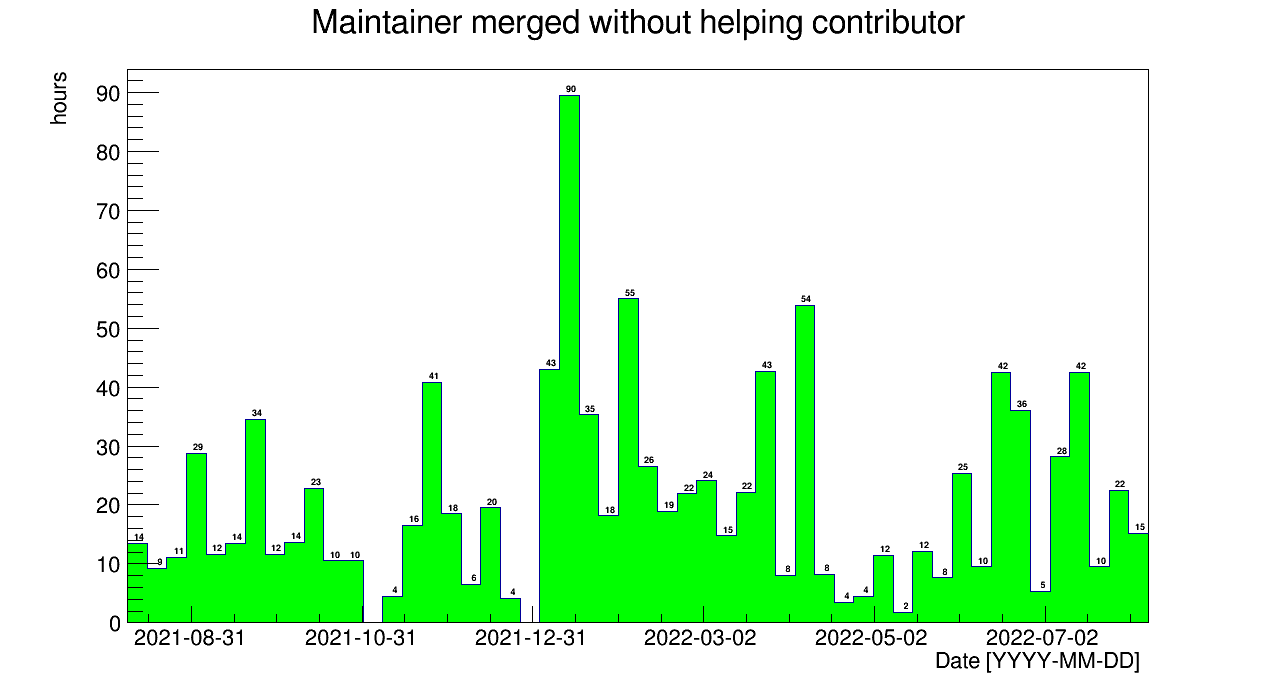 Maintainer merged without helping contributor
hours
90
80
70
60
50
40
30
20
10
0
14 9 11 29 12 14 34 12 14 23 10 10 4 16 41 18 6 20 4 43 90 35 18 55 26 19 22 24 15 22 43 8 54 8 4 4 12 2 12 8 25 10 42 36 5 28 42 10 22 15
2021-08-31 2021-10-31 2021-12-31 2022-03-02 2022-05-02 2022-07-02
Date [YYYY-MM-DD]